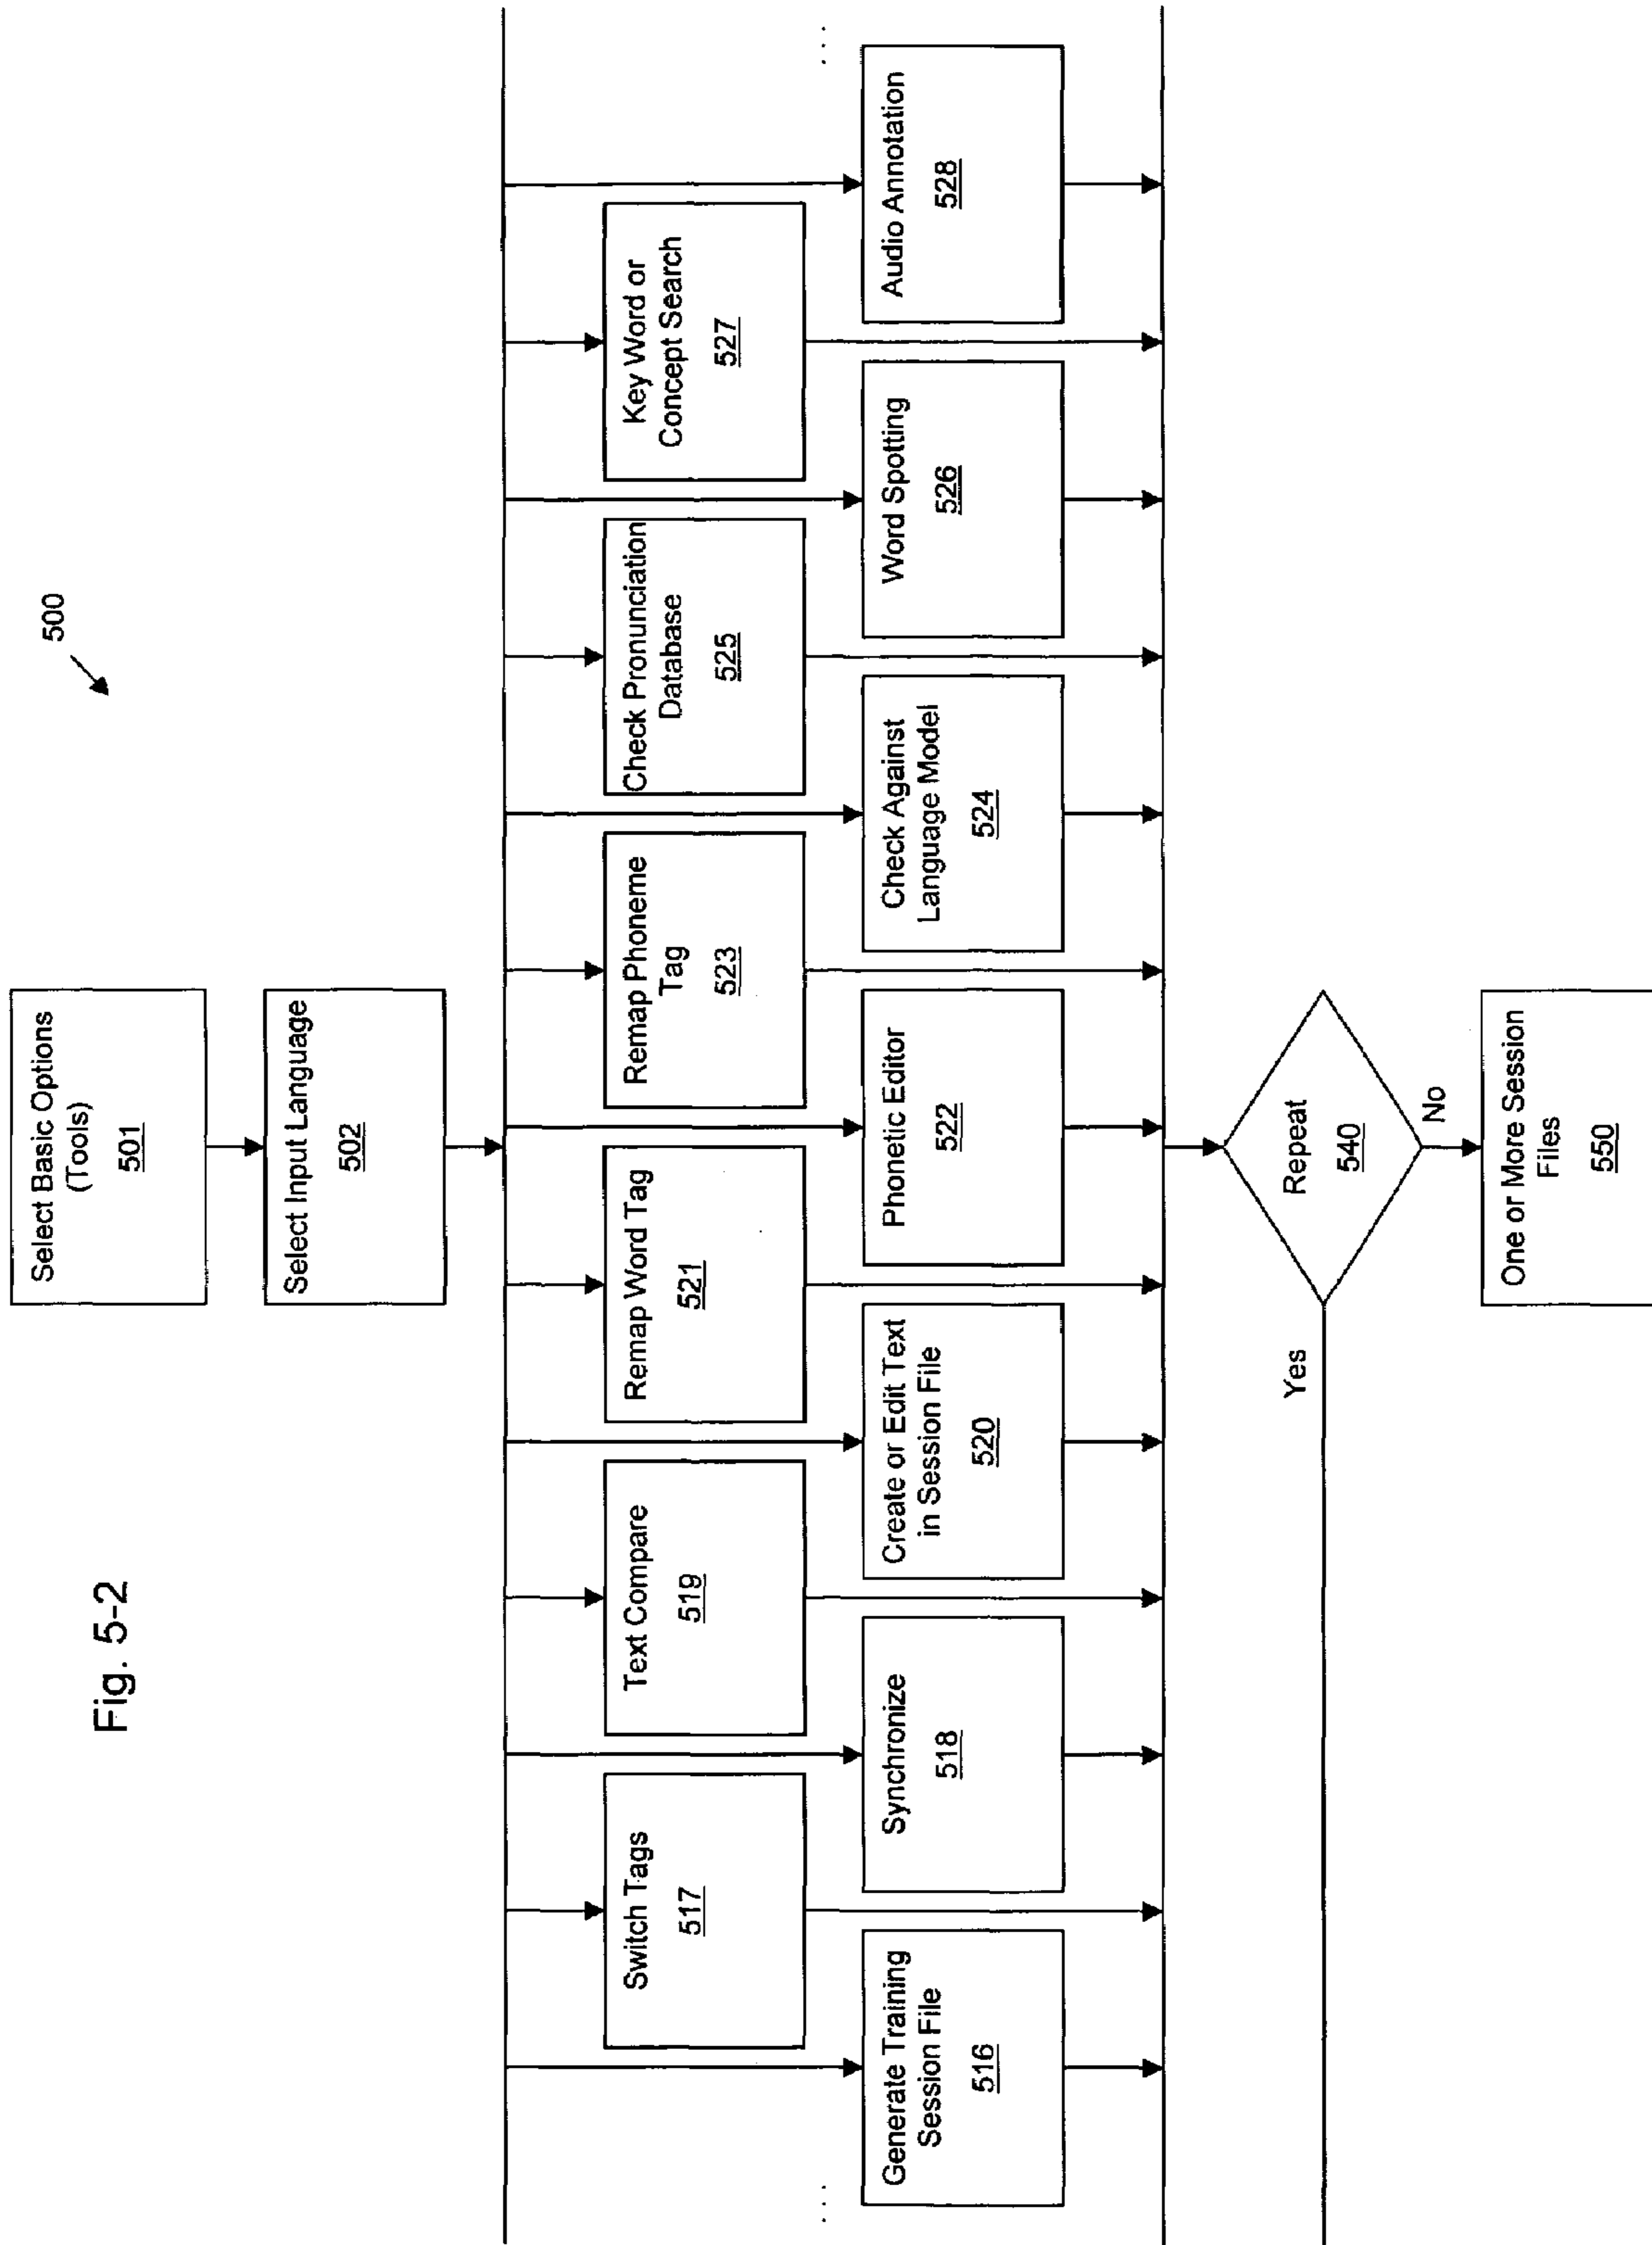 Fig. 5-2
500
Select Basic Options
(Tools)
501
Select Input Language
502
Switch Tags
517
Text Compare
519
Remap Word Tag
521
Remap Phoneme
Tag
523
Check Pronunciation
Database
525
Key Word or
Concept Search
527
...
Generate Training
Session File
516
Synchronize
518
Create or Edit Text
in Session File
520
Phonetic Editor
522
Check Against
Language Model
524
Word Spotting
526
Audio Annotation
528
...
Yes
Repeat
540
No
One or More Session
Files
550